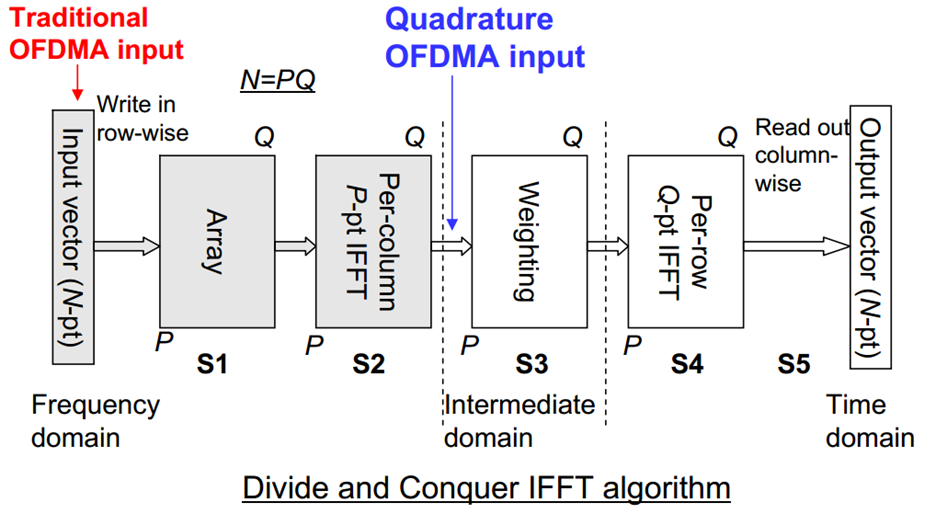 Traditional
OFDMA input
Quadrature
OFDMA input
N=PQ
Write in
row-wise
Input vector (N-pt)
Q
Array
P
S1
Q
Per-column
P-pt IFFT
P
S2
Q
Weighting
P
S3
Q
Per-row
Q-pt IFFT
P
S4
Read out
column-
wise
S5
Output vector (N-pt)
Frequency
domain
Intermediate
domain
Time
domain
Divide and Conquer IFFT algorithm